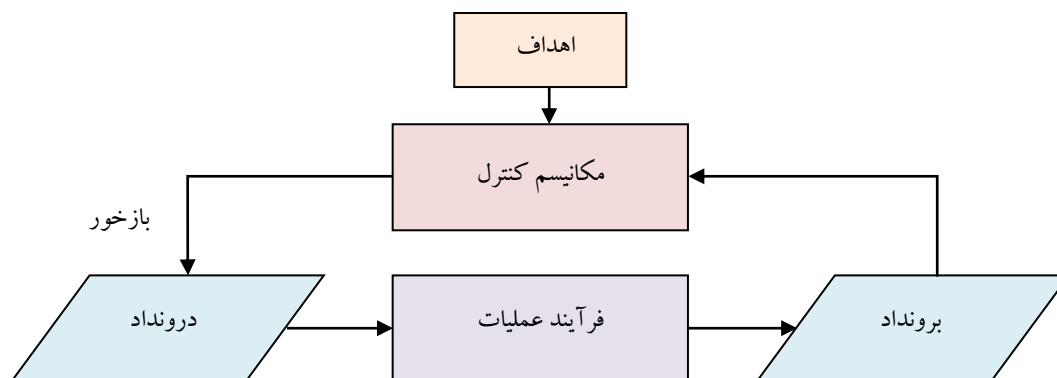 اهداف
مکانیسم کنترل
بازخور
درونداد
فرآیند عملیات
برونداد